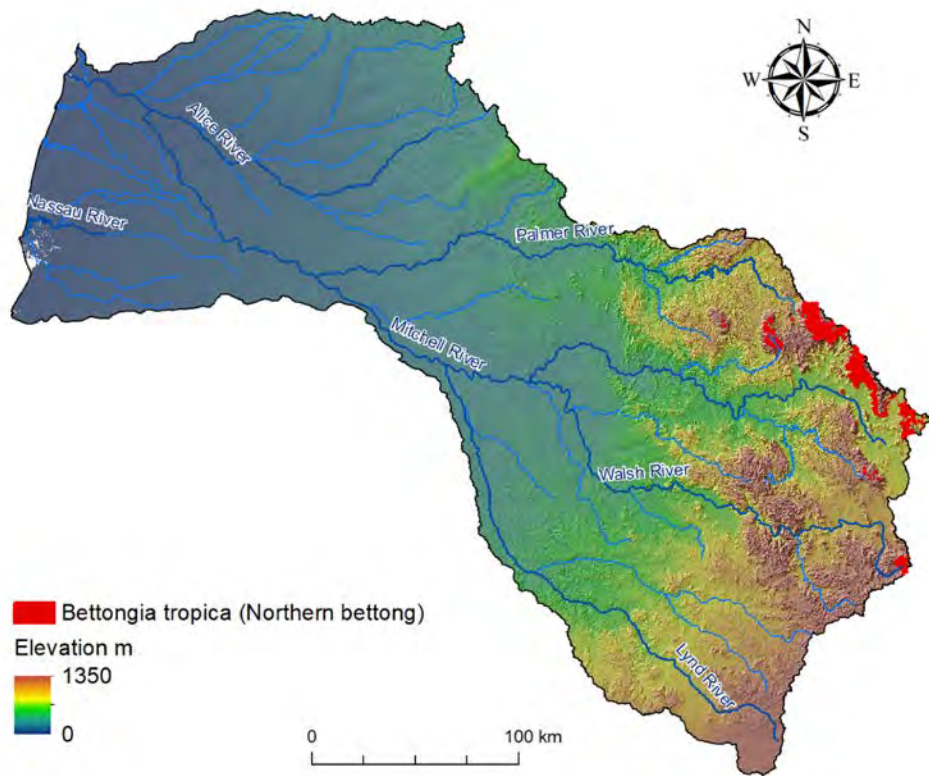 N
W E
S
Alice River
Nassau River
Palmer River
Mitchell River
Walsh River
Lynd River
Bettongia tropica (Northern bettong)
Elevation m
1350
0
0 100 km